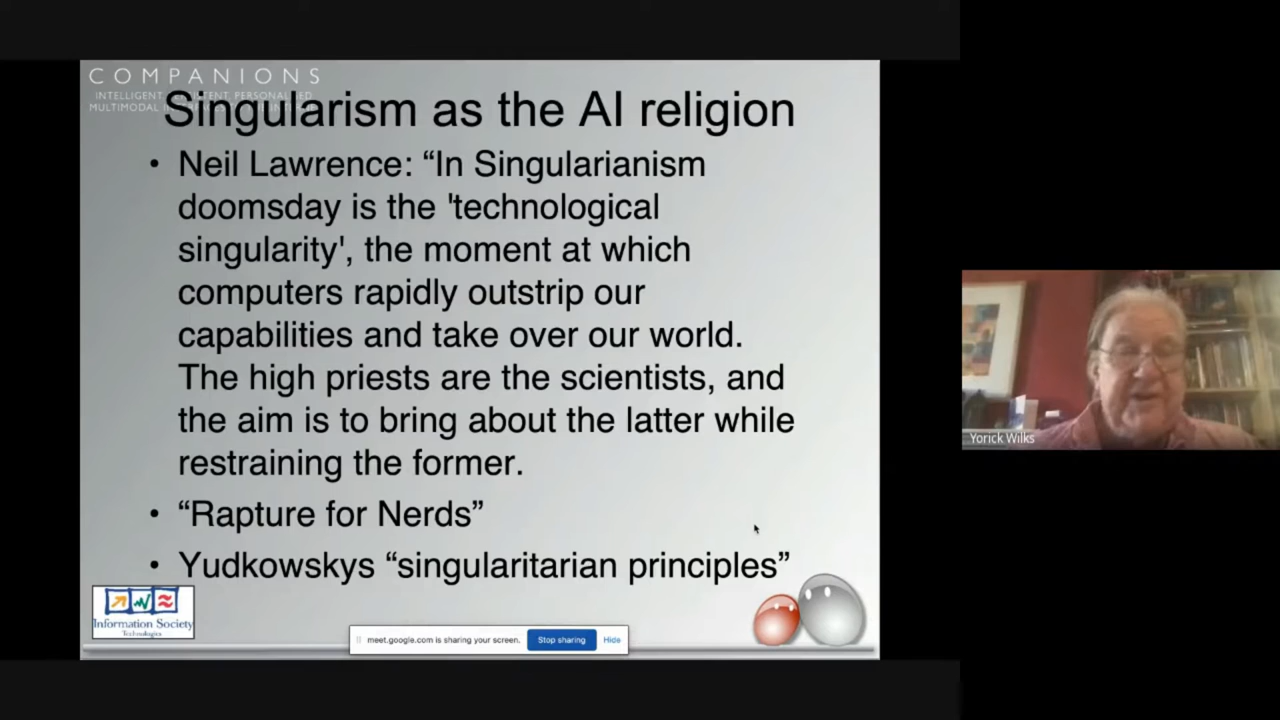 COMPANIONS
INTELLIGENT, PERSISTENT, PERSONALISED
MULTIMODAL
Singularism as the AI religion
• Neil Lawrence: “In Singularianism
doomsday is the 'technological
singularity', the moment at which
computers rapidly outstrip our
capabilities and take over our world.
The high priests are the scientists, and
the aim is to bring about the latter while
restraining the former.
• “Rapture for Nerds”
• Yudkowskys “singularitarian principles”
Information Society
Technologies
meet.google.com is sharing your screen.
Stop sharing
Hide
Yorick Wilks